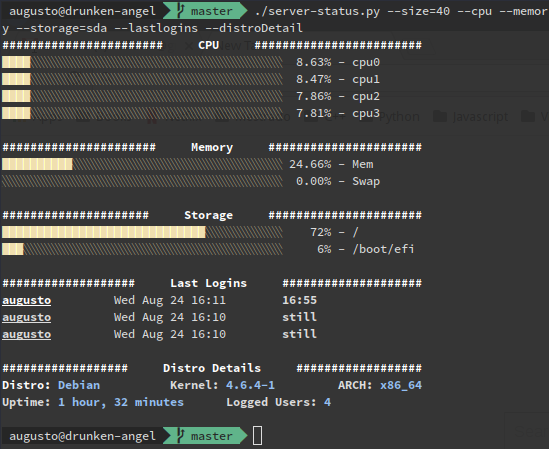 augusto@drunken-angel master ./server-status.py --size=40 --cpu --memor
y --storage=sda --lastlogins --distroDetail
####################### CPU ########################
8.63% - cpu0
8.47% - cpu1
7.86% - cpu2
7.81% - cpu3
###################### Memory ######################
24.66% - Mem
0.00% - Swap
##################### Storage ######################
72% - /
6% - /boot/efi
################### Last Logins ####################
augusto Wed Aug 24 16:11 16:55
augusto Wed Aug 24 16:10 still
augusto Wed Aug 24 16:10 still
################## Distro Details ##################
Distro: Debian Kernel: 4.6.4-1 ARCH: x86_64
Uptime: 1 hour, 32 minutes Logged Users: 4
augusto@drunken-angel master
Python Javascript